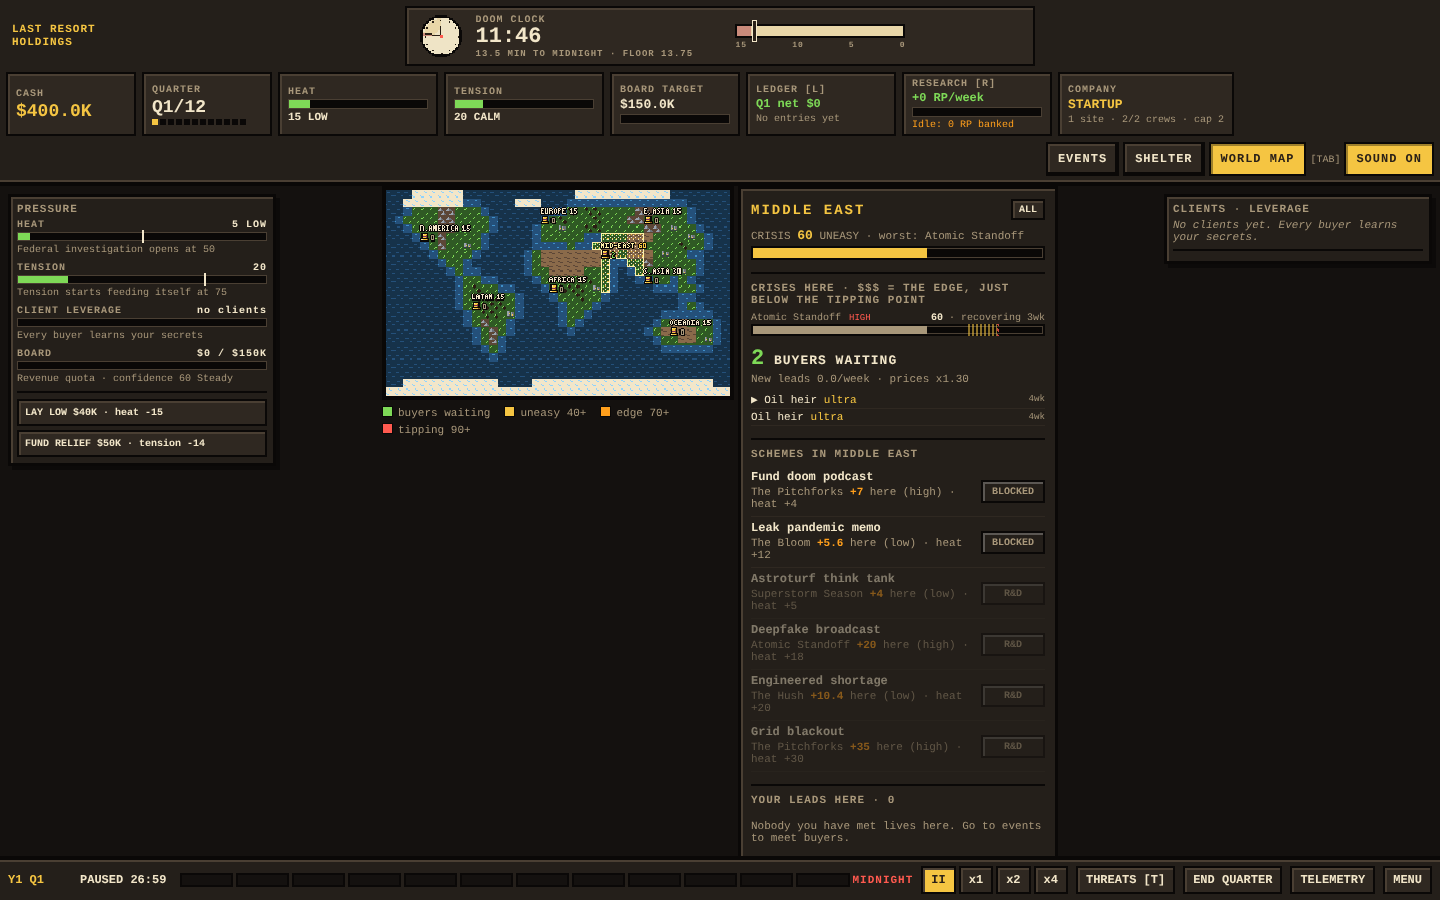 LAST RESORT
HOLDINGS
DOOM CLOCK
11:46
13.5 MIN TO MIDNIGHT · FLOOR 13.75
15 10 5 0
CASH
$400.0K
QUARTER
Q1/12
HEAT
15 LOW
TENSION
20 CALM
BOARD TARGET
$150.0K
LEDGER [L]
Q1 net $0
No entries yet
RESEARCH [R]
+0 RP/week
Idle: 0 RP banked
COMPANY
STARTUP
1 site · 2/2 crews · cap 2
EVENTS
SHELTER
WORLD MAP
[TAB]
SOUND ON
PRESSURE
HEAT 5 LOW
Federal investigation opens at 50
TENSION 20
Tension starts feeding itself at 75
CLIENT LEVERAGE no clients
Every buyer learns your secrets
BOARD $0 / $150K
Revenue quota · confidence 60 Steady
LAY LOW $40K · heat -15
FUND RELIEF $50K · tension -14
EUROPE 15
E.ASIA 15
N.AMERICA 15
MID-EAST 60
S.ASIA 30
AFRICA 15
LATAM 15
OCEANIA 15
buyers waiting
uneasy 40+
edge 70+
tipping 90+
MIDDLE EAST
ALL
CRISIS 60 UNEASY · worst: Atomic Standoff
CRISES HERE · $$$ = THE EDGE, JUST
BELOW THE TIPPING POINT
Atomic Standoff HIGH 60 · recovering 3wk
2 BUYERS WAITING
New leads 0.0/week · prices x1.30
▶ Oil heir ultra 4wk
Oil heir ultra 4wk
SCHEMES IN MIDDLE EAST
Fund doom podcast
The Pitchforks +7 here (high) ·
heat +4
BLOCKED
Leak pandemic memo
The Bloom +5.6 here (low) · heat
+12
BLOCKED
Astroturf think tank
Superstorm Season +4 here (low) ·
heat +5
R&D
Deepfake broadcast
Atomic Standoff +20 here (high) ·
heat +18
R&D
Engineered shortage
The Hush +10.4 here (low) · heat
+20
R&D
Grid blackout
The Pitchforks +35 here (high) ·
heat +30
R&D
YOUR LEADS HERE · 0
Nobody you have met lives here. Go to events
to meet buyers.
CLIENTS · LEVERAGE
No clients yet. Every buyer learns
your secrets.
Y1 Q1
PAUSED 26:59
MIDNIGHT
II
x1
x2
x4
THREATS [T]
END QUARTER
TELEMETRY
MENU